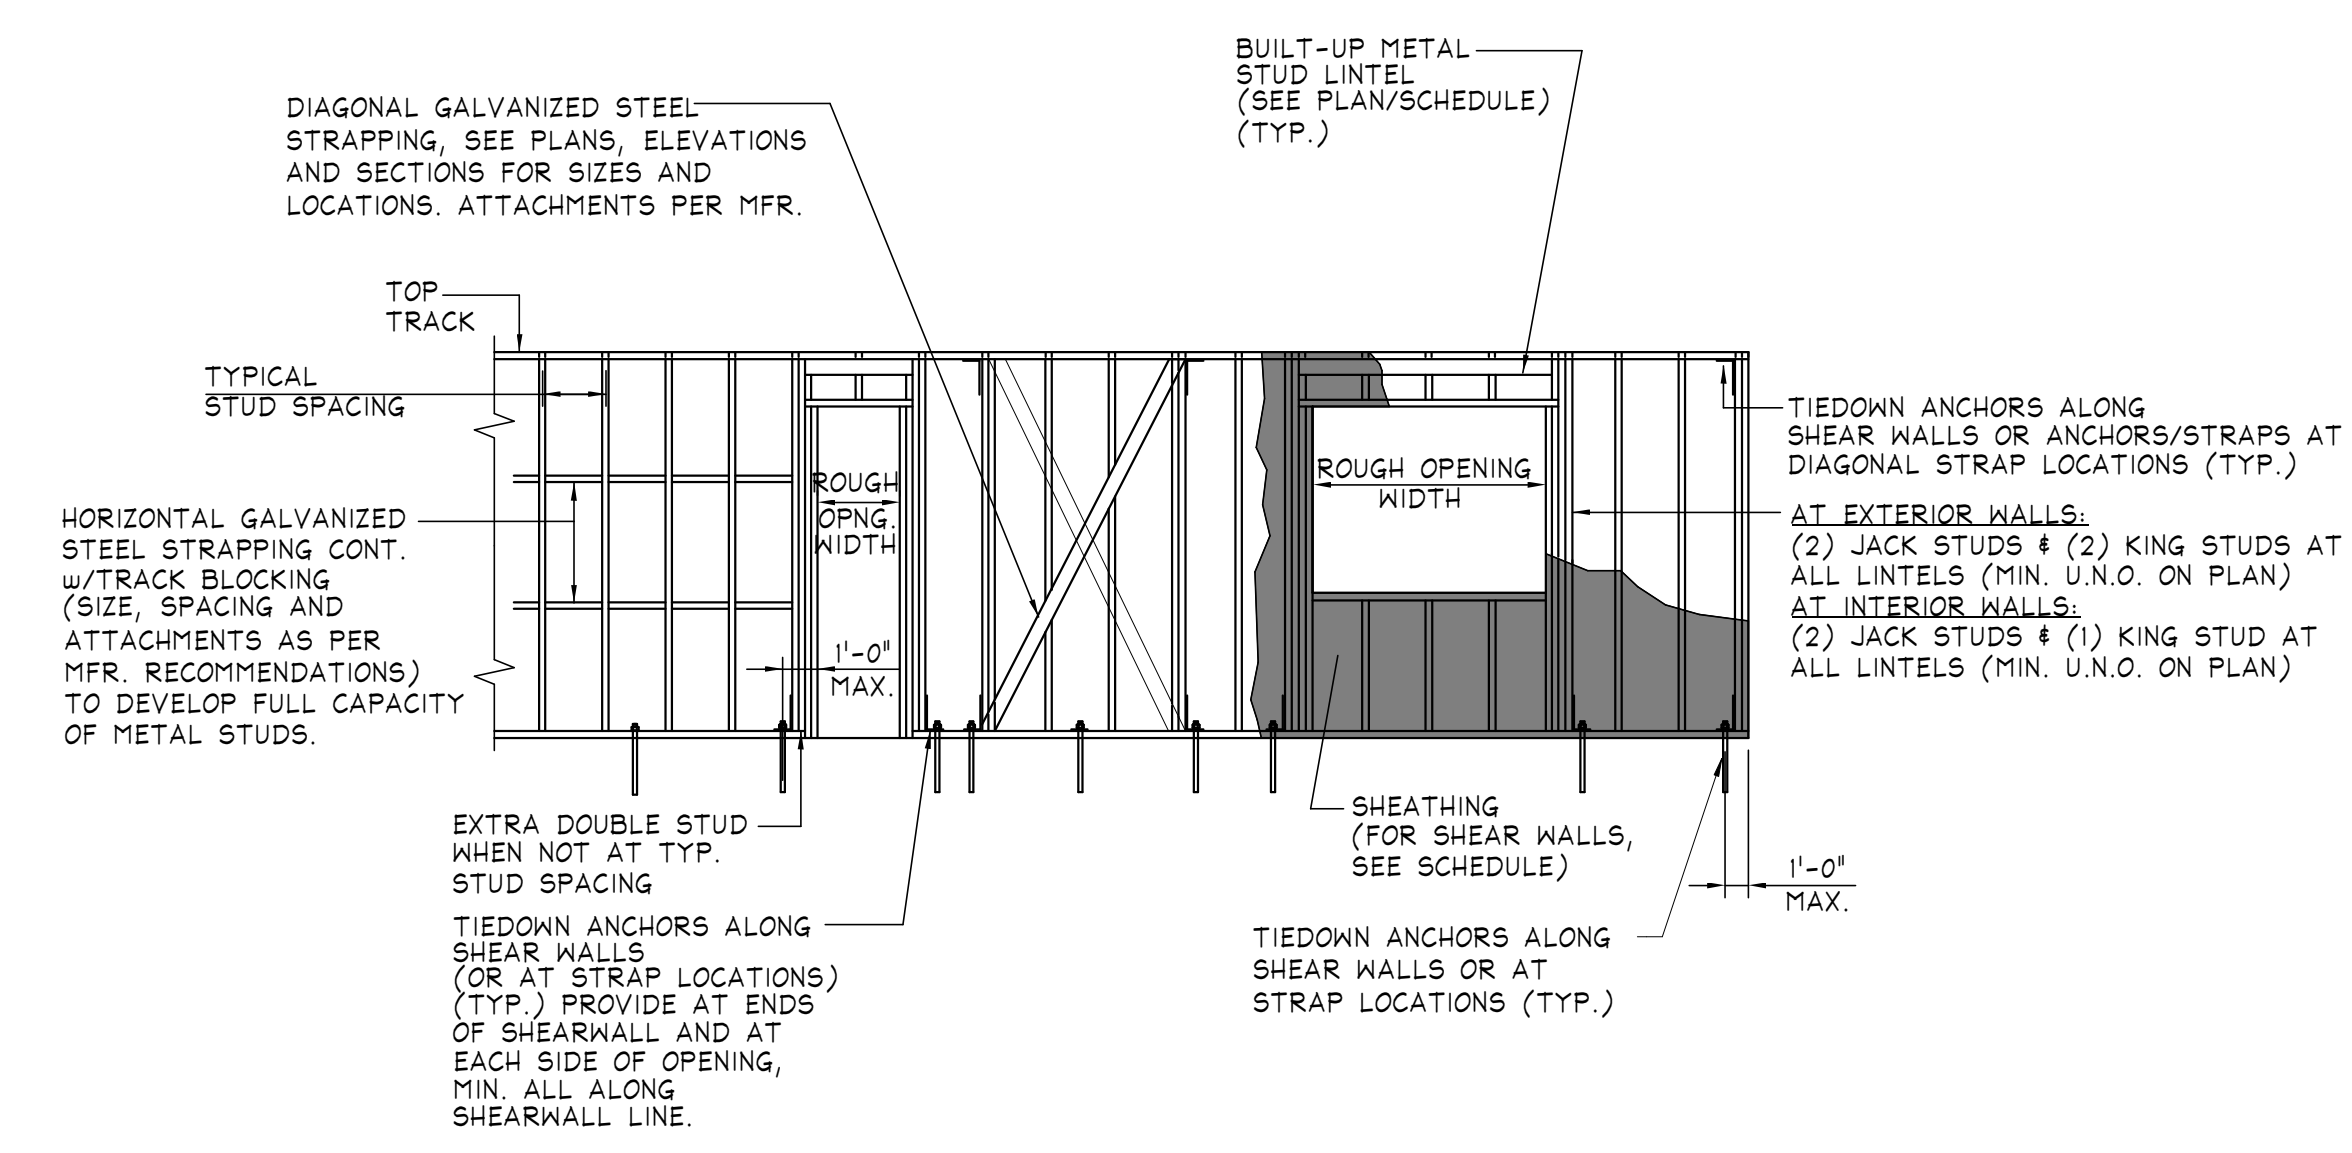 BUILT-UP METAL
STUD LINTEL
(SEE PLAN/SCHEDULE)
(TYP.)
DIAGONAL GALVANIZED STEEL
STRAPPING, SEE PLANS, ELEVATIONS
AND SECTIONS FOR SIZES AND
LOCATIONS. ATTACHMENTS PER MFR.
TOP
TRACK
TYPICAL
STUD SPACING
HORIZONTAL GALVANIZED
STEEL STRAPPING CONT.
w/TRACK BLOCKING
(SIZE, SPACING AND
ATTACHMENTS AS PER
MFR. RECOMMENDATIONS)
TO DEVELOP FULL CAPACITY
OF METAL STUDS.
ROUGH
OPNG.
WIDTH
1'-0"
MAX.
ROUGH OPENING
WIDTH
TIEDOWN ANCHORS ALONG
SHEAR WALLS OR ANCHORS/STRAPS AT
DIAGONAL STRAP LOCATIONS (TYP.)
AT EXTERIOR WALLS:
(2) JACK STUDS & (2) KING STUDS AT
ALL LINTELS (MIN. U.N.O. ON PLAN)
AT INTERIOR WALLS:
(2) JACK STUDS & (1) KING STUD AT
ALL LINTELS (MIN. U.N.O. ON PLAN)
EXTRA DOUBLE STUD
WHEN NOT AT TYP.
STUD SPACING
TIEDOWN ANCHORS ALONG
SHEAR WALLS
(OR AT STRAP LOCATIONS)
(TYP.) PROVIDE AT ENDS
OF SHEARWALL AND AT
EACH SIDE OF OPENING,
MIN. ALL ALONG
SHEARWALL LINE.
SHEATHING
(FOR SHEAR WALLS,
SEE SCHEDULE)
1'-0"
MAX.
TIEDOWN ANCHORS ALONG
SHEAR WALLS OR AT
STRAP LOCATIONS (TYP.)